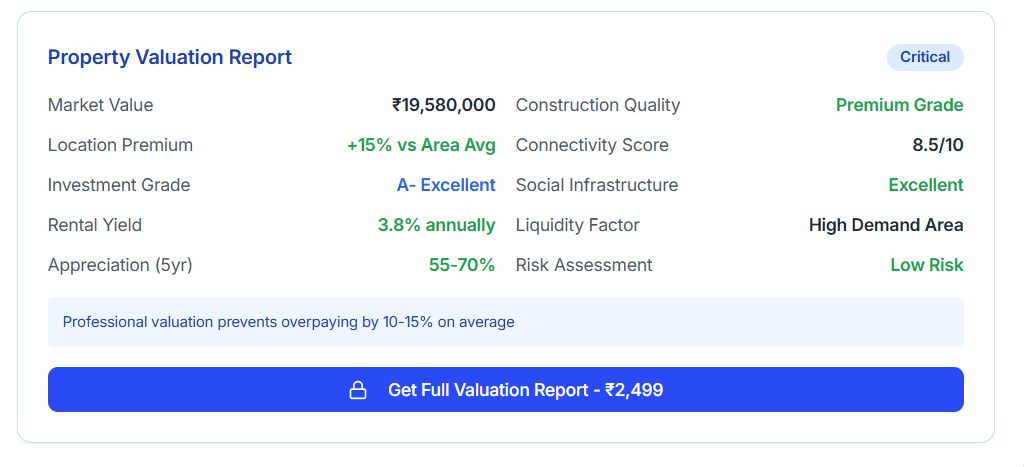 Property Valuation Report
Critical
Market Value ₹19,580,000 Construction Quality Premium Grade
Location Premium +15% vs Area Avg Connectivity Score 8.5/10
Investment Grade A- Excellent Social Infrastructure Excellent
Rental Yield 3.8% annually Liquidity Factor High Demand Area
Appreciation (5yr) 55-70% Risk Assessment Low Risk
Professional valuation prevents overpaying by 10-15% on average
Get Full Valuation Report - ₹2,499